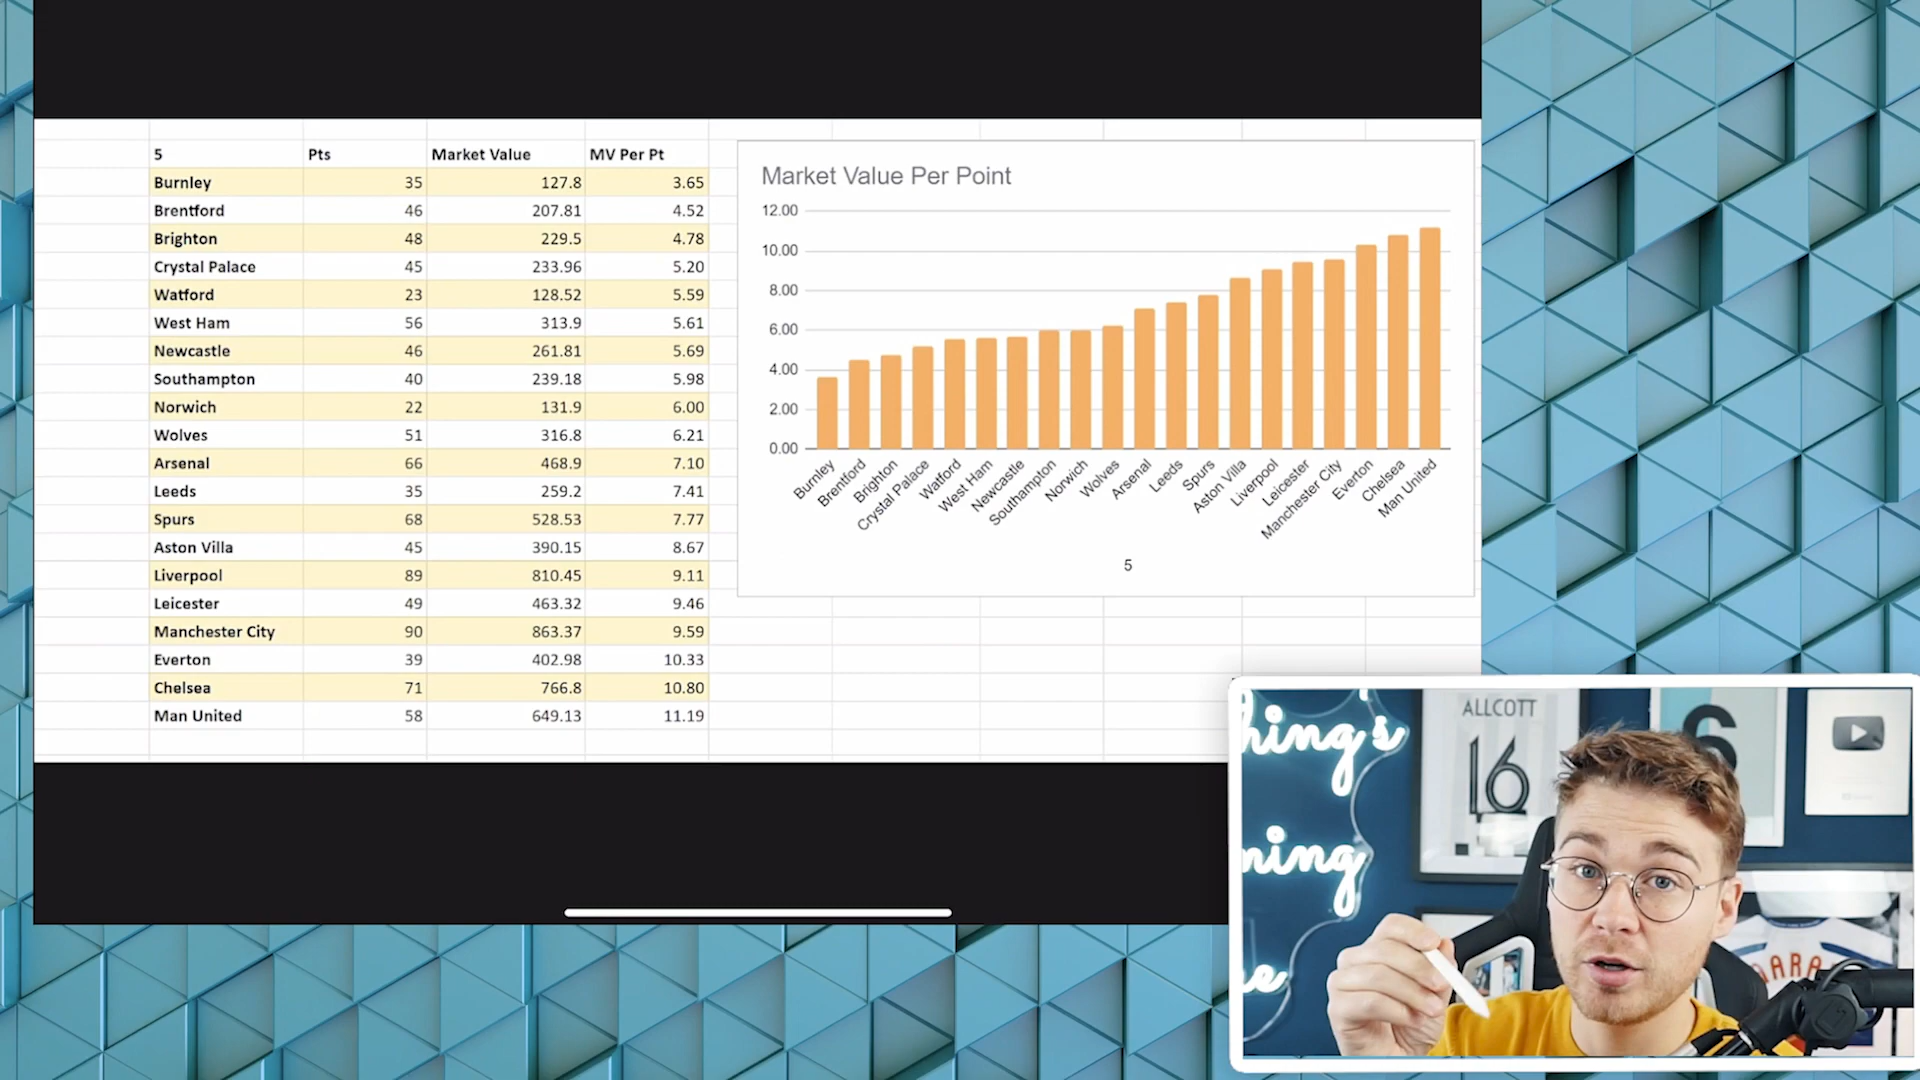 5 Pts Market Value MV Per Pt
Burnley 35 127.8 3.65
Brentford 46 207.81 4.52
Brighton 48 229.5 4.78
Crystal Palace 45 233.96 5.20
Watford 23 128.52 5.59
West Ham 56 313.9 5.61
Newcastle 46 261.81 5.69
Southampton 40 239.18 5.98
Norwich 22 131.9 6.00
Wolves 51 316.8 6.21
Arsenal 66 468.9 7.10
Leeds 35 259.2 7.41
Spurs 68 528.53 7.77
Aston Villa 45 390.15 8.67
Liverpool 89 810.45 9.11
Leicester 49 463.32 9.46
Manchester City 90 863.37 9.59
Everton 39 402.98 10.33
Chelsea 71 766.8 10.80
Man United 58 649.13 11.19
Market Value Per Point
12.00
10.00
8.00
6.00
4.00
2.00
0.00
Burnley
Brentford
Brighton
Crystal Palace
Watford
West Ham
Newcastle
Southampton
Norwich
Wolves
Arsenal
Leeds
Spurs
Aston Villa
Liverpool
Leicester
Manchester City
Everton
Chelsea
Man United
5
hing's
ning
ALLCOTT
16
6
ARA